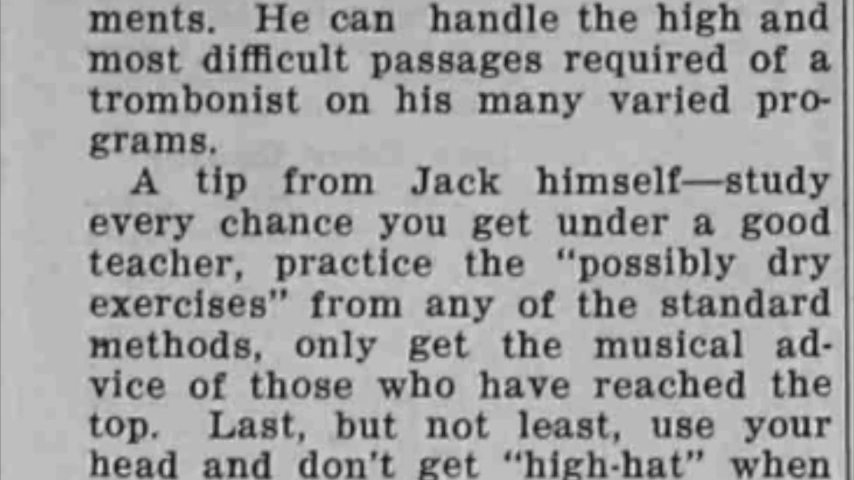 ments. He can handle the high and
most difficult passages required of a
trombonist on his many varied pro-
grams.
A tip from Jack himself—study
every chance you get under a good
teacher, practice the "possibly dry
exercises" from any of the standard
methods, only get the musical ad-
vice of those who have reached the
top. Last, but not least, use your
head and don't get "high-hat" when